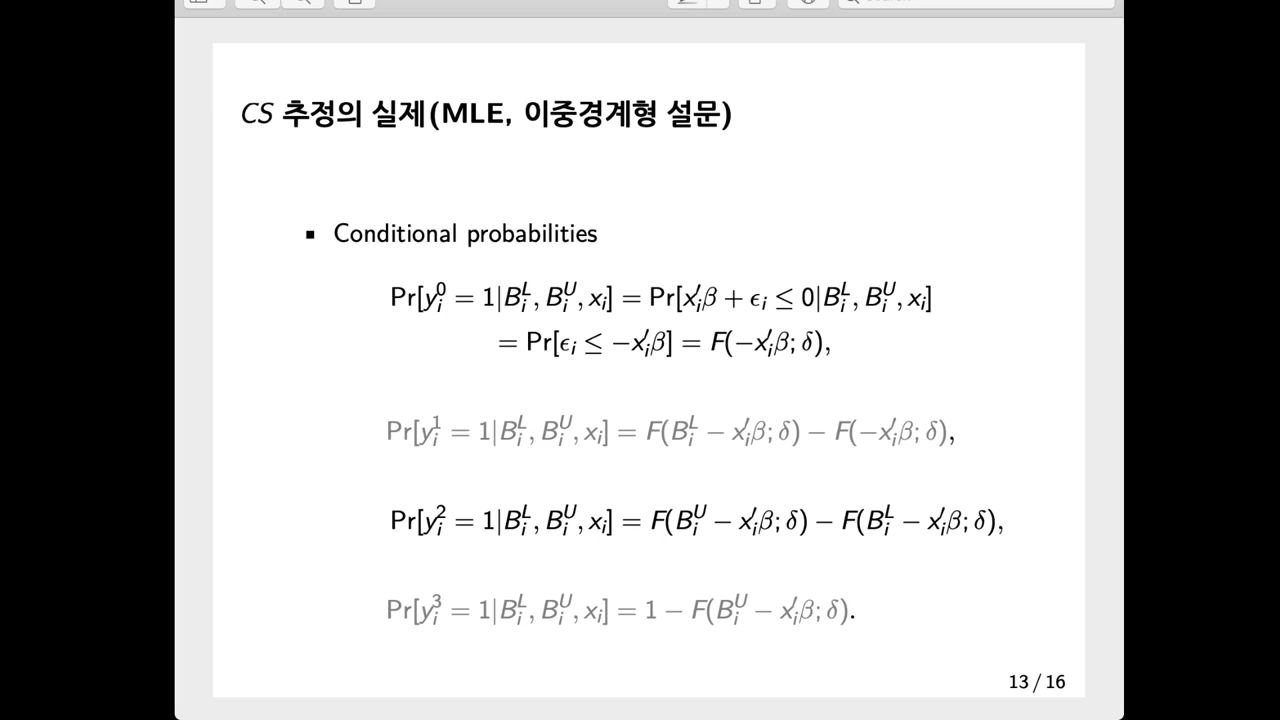 CS 추정의 실제(MLE, 이중경계형 설문)
▪ Conditional probabilities
Pr[y_i^0 = 1|B_i^L, B_i^U, x_i] = Pr[x_i′β + ϵ_i ≤ 0|B_i^L, B_i^U, x_i]
= Pr[ϵ_i ≤ −x_i′β] = F(−x_i′β; δ),
Pr[y_i^1 = 1|B_i^L, B_i^U, x_i] = F(B_i^L − x_i′β; δ) − F(−x_i′β; δ),
Pr[y_i^2 = 1|B_i^L, B_i^U, x_i] = F(B_i^U − x_i′β; δ) − F(B_i^L − x_i′β; δ),
Pr[y_i^3 = 1|B_i^L, B_i^U, x_i] = 1 − F(B_i^U − x_i′β; δ).
13 / 16